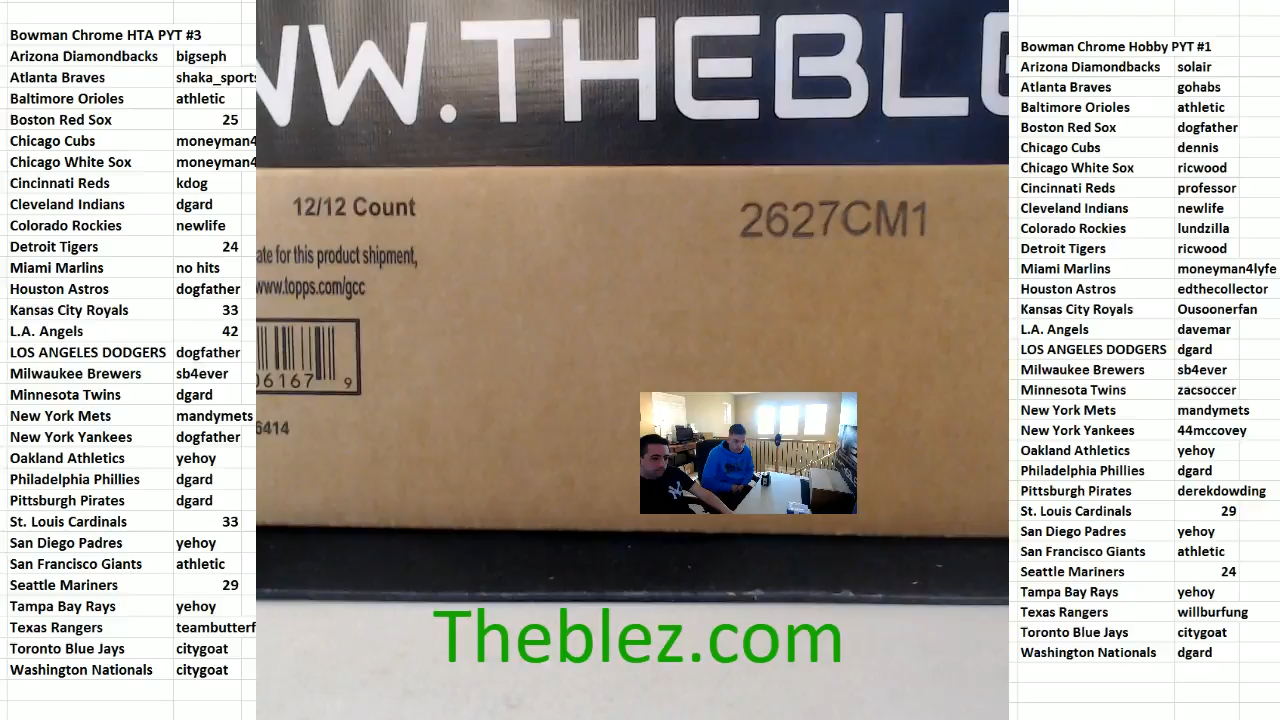 Bowman Chrome HTA PYT #3
Arizona Diamondbacks bigseph
Atlanta Braves shaka_sports
Baltimore Orioles athletic
Boston Red Sox 25
Chicago Cubs moneyman4
Chicago White Sox moneyman4
Cincinnati Reds kdog
Cleveland Indians dgard
Colorado Rockies newlife
Detroit Tigers 24
Miami Marlins no hits
Houston Astros dogfather
Kansas City Royals 33
L.A. Angels 42
LOS ANGELES DODGERS dogfather
Milwaukee Brewers sb4ever
Minnesota Twins dgard
New York Mets mandymets
New York Yankees dogfather
Oakland Athletics yehoy
Philadelphia Phillies dgard
Pittsburgh Pirates dgard
St. Louis Cardinals 33
San Diego Padres yehoy
San Francisco Giants athletic
Seattle Mariners 29
Tampa Bay Rays yehoy
Texas Rangers teambutterf
Toronto Blue Jays citygoat
Washington Nationals citygoat
WW.THEBLE
12/12 Count
2627CM1
ate for this product shipment,
www.topps.com/gcc
06167 9
6414
Theblez.com
Bowman Chrome Hobby PYT #1
Arizona Diamondbacks solair
Atlanta Braves gohabs
Baltimore Orioles athletic
Boston Red Sox dogfather
Chicago Cubs dennis
Chicago White Sox ricwood
Cincinnati Reds professor
Cleveland Indians newlife
Colorado Rockies lundzilla
Detroit Tigers ricwood
Miami Marlins moneyman4lyfe
Houston Astros edthecollector
Kansas City Royals Ousoonerfan
L.A. Angels davemar
LOS ANGELES DODGERS dgard
Milwaukee Brewers sb4ever
Minnesota Twins zacsoccer
New York Mets mandymets
New York Yankees 44mccovey
Oakland Athletics yehoy
Philadelphia Phillies dgard
Pittsburgh Pirates derekdowding
St. Louis Cardinals 29
San Diego Padres yehoy
San Francisco Giants athletic
Seattle Mariners 24
Tampa Bay Rays yehoy
Texas Rangers willburfung
Toronto Blue Jays citygoat
Washington Nationals dgard